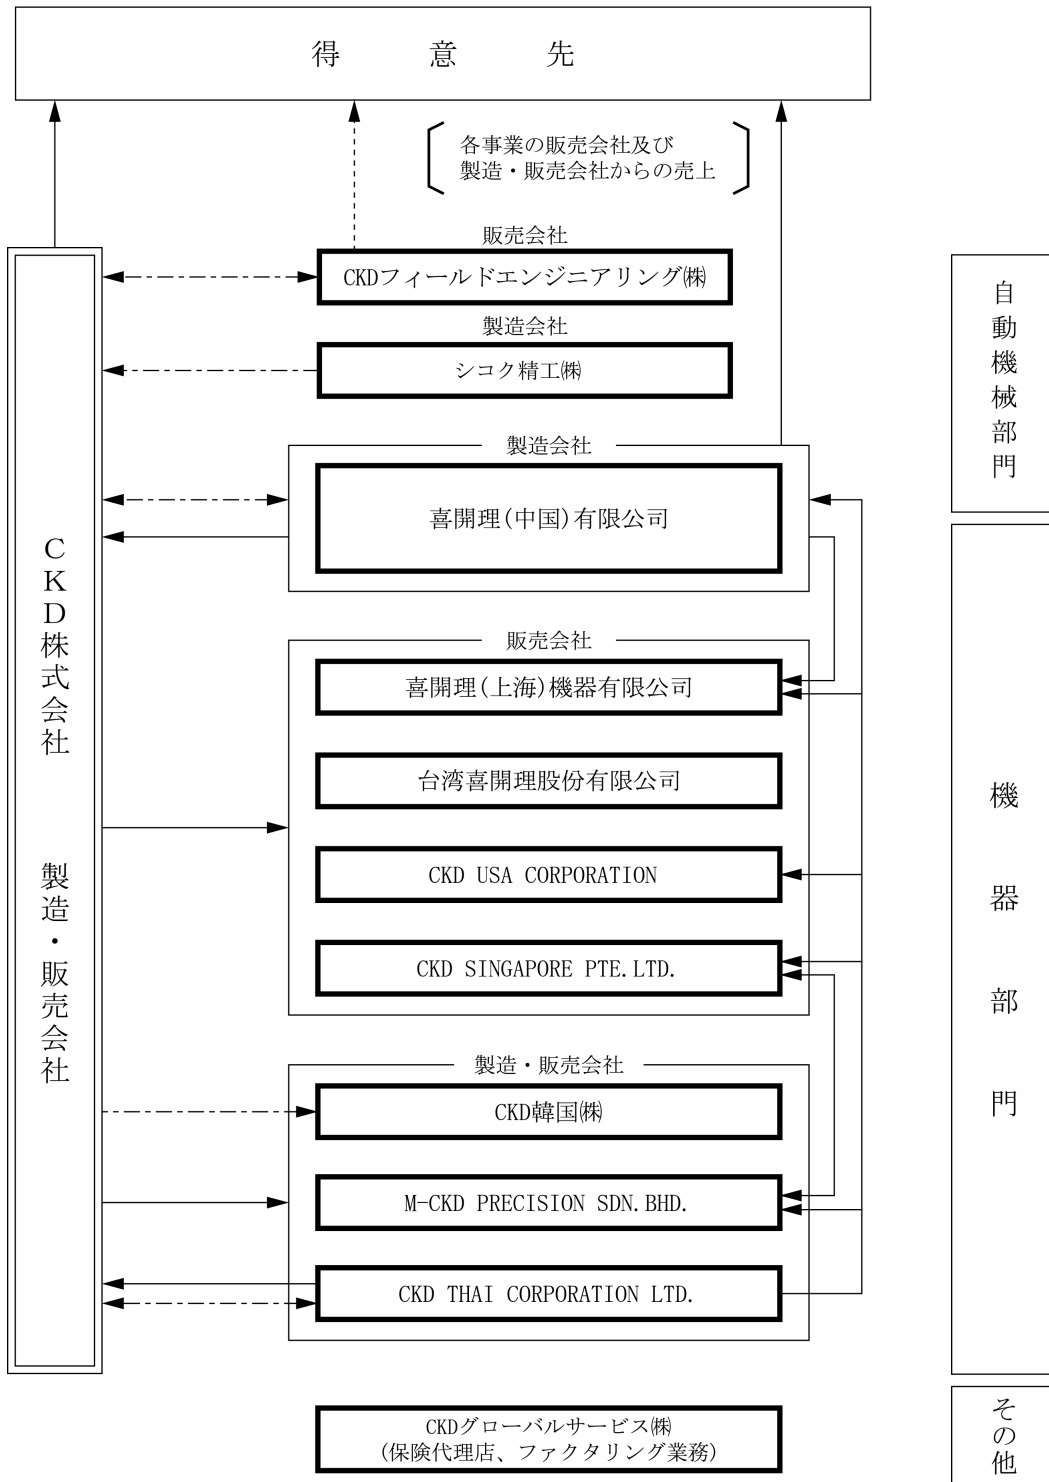 得意先
各事業の販売会社及び
製造・販売会社からの売上
販売会社
CKDフィールドエンジニアリング㈱
製造会社
シコク精工㈱
製造会社
喜開理(中国)有限公司
販売会社
喜開理(上海)機器有限公司
台湾喜開理股份有限公司
CKD USA CORPORATION
CKD SINGAPORE PTE.LTD.
製造・販売会社
CKD韓国㈱
M-CKD PRECISION SDN.BHD.
CKD THAI CORPORATION LTD.
CKDグローバルサービス㈱
(保険代理店、ファクタリング業務)
CKD株式会社 製造・販売会社
自動機械部門
機器部門
その他